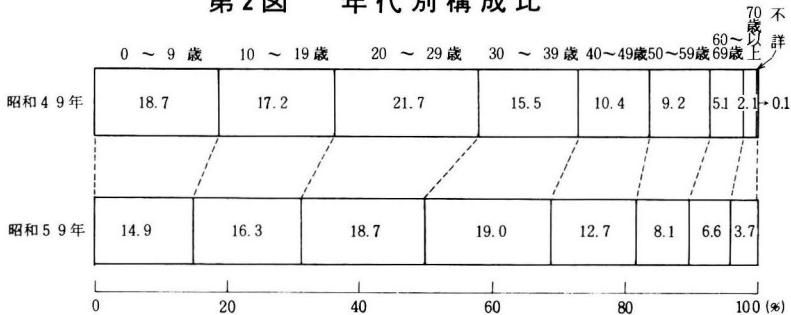 第2図 年代別構成比
70歳以上 不詳
0 ~ 9 歳 10 ~ 19 歳 20 ~ 29 歳 30 ~ 39 歳 40~49歳 50~59歳 60~69歳
昭和49年 18.7 17.2 21.7 15.5 10.4 9.2 5.1 2.1 →0.1
昭和59年 14.9 16.3 18.7 19.0 12.7 8.1 6.6 3.7
0 20 40 60 80 100 (%)